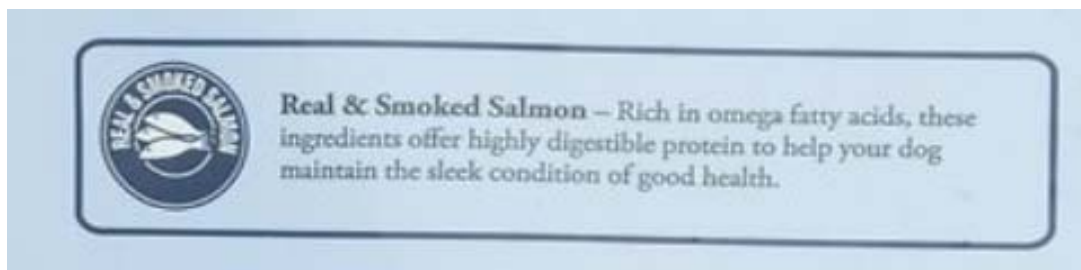 REAL & SMOKED SALMON
Real & Smoked Salmon – Rich in omega fatty acids, these
ingredients offer highly digestible protein to help your dog
maintain the sleek condition of good health.